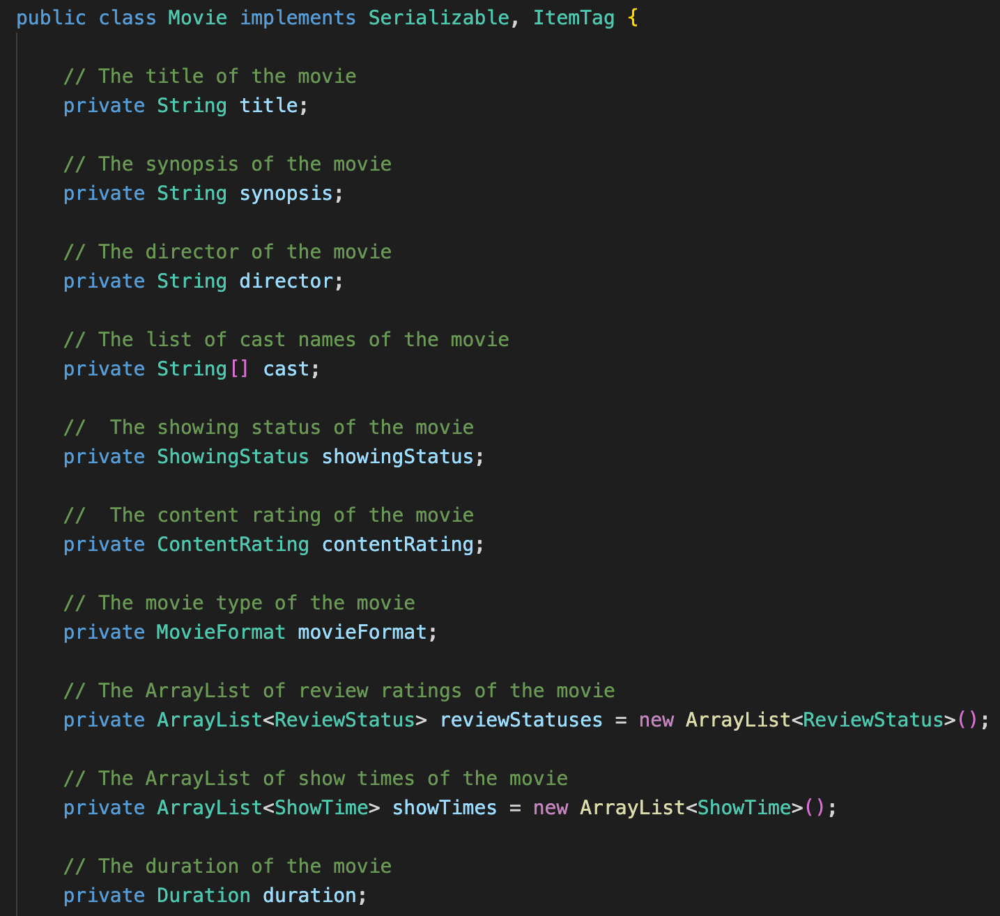 public class Movie implements Serializable, ItemTag {
// The title of the movie
private String title;
// The synopsis of the movie
private String synopsis;
// The director of the movie
private String director;
// The list of cast names of the movie
private String[] cast;
//  The showing status of the movie
private ShowingStatus showingStatus;
//  The content rating of the movie
private ContentRating contentRating;
// The movie type of the movie
private MovieFormat movieFormat;
// The ArrayList of review ratings of the movie
private ArrayList<ReviewStatus> reviewStatuses = new ArrayList<ReviewStatus>();
// The ArrayList of show times of the movie
private ArrayList<ShowTime> showTimes = new ArrayList<ShowTime>();
// The duration of the movie
private Duration duration;